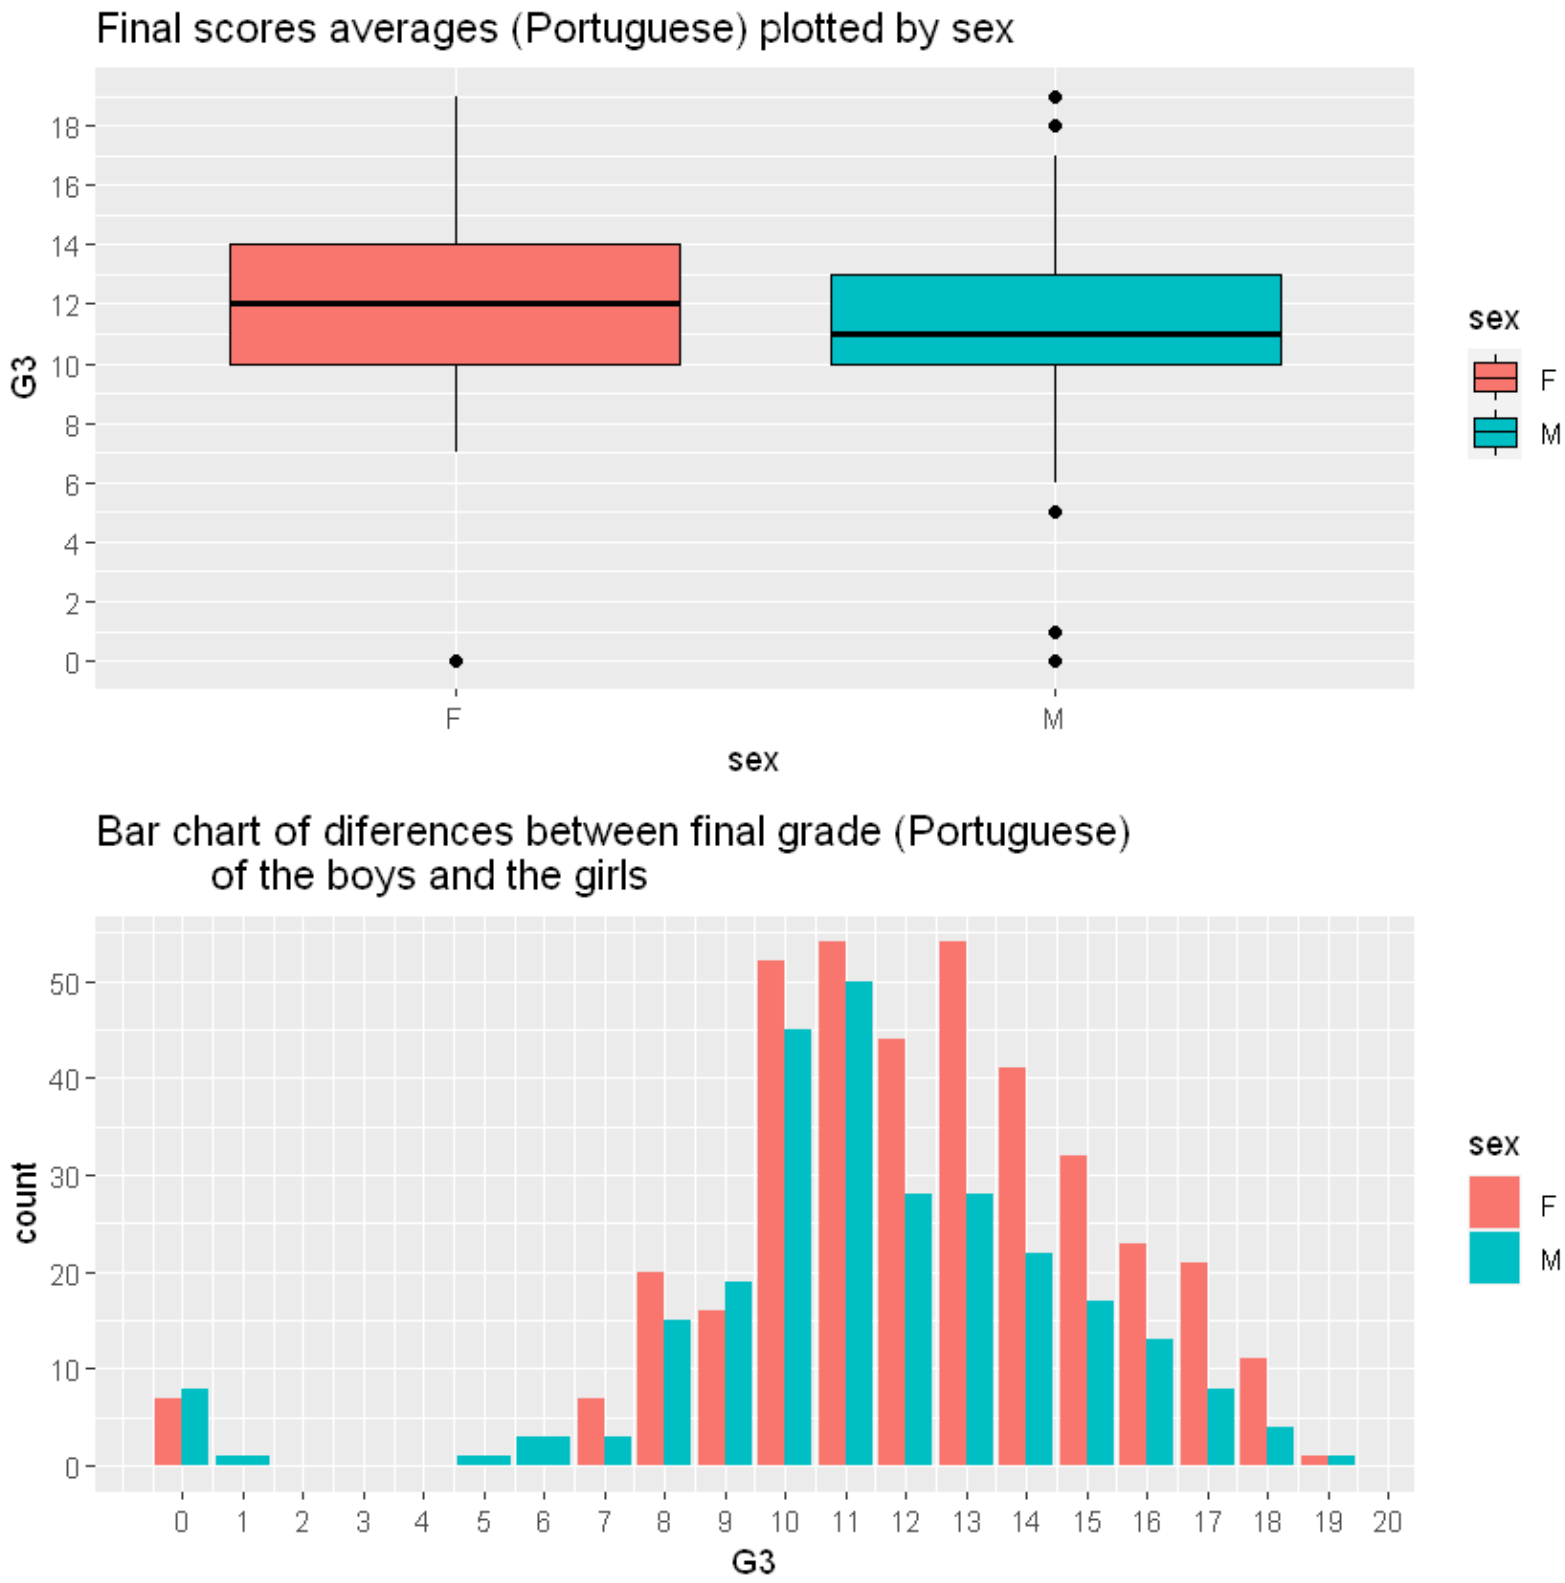 Final scores averages (Portuguese) plotted by sex
18
16
14
12
10
8
6
4
2
0
G3
F
M
sex
sex
F
M
Bar chart of diferences between final grade (Portuguese)
of the boys and the girls
50
40
30
20
10
0
count
0 1 2 3 4 5 6 7 8 9 10 11 12 13 14 15 16 17 18 19 20
G3
sex
F
M